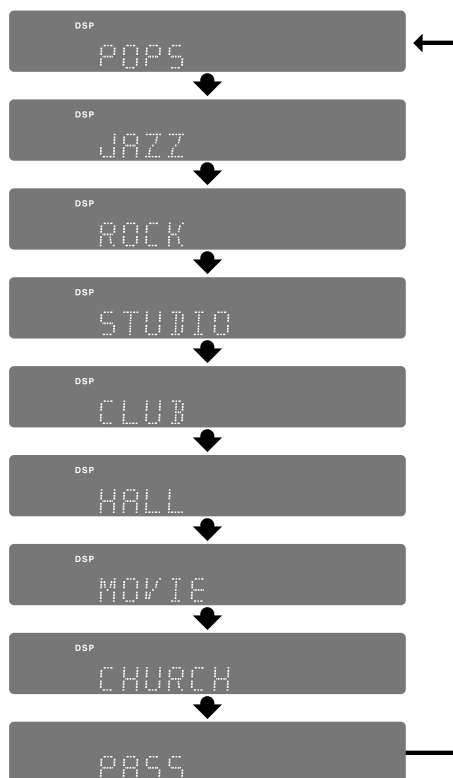 DSP
POPS
DSP
JAZZ
DSP
ROCK
DSP
STUDIO
DSP
CLUB
DSP
HALL
DSP
MOVIE
DSP
CHURCH
PASS